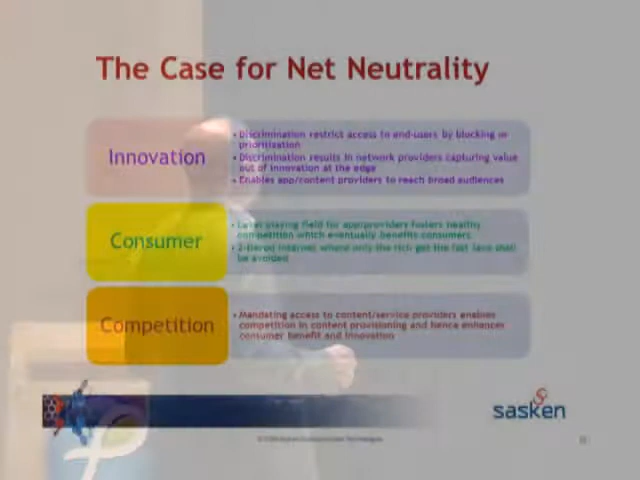 The Case for Net Neutrality
Innovation
• Discrimination restrict access to end-users by blocking or
prioritization
• Discrimination results in network providers capturing value
out of innovation at the edge
• Enables app/content providers to reach broad audiences
Consumer
• Level playing field for app/providers fosters healthy
competition which eventually benefits consumers.
• 2-tiered internet where only the rich get the fast lane shall
be avoided
Competition
• Mandating access to content/service providers enables
competition in content provisioning and hence enhances
consumer benefit and innovation
sasken